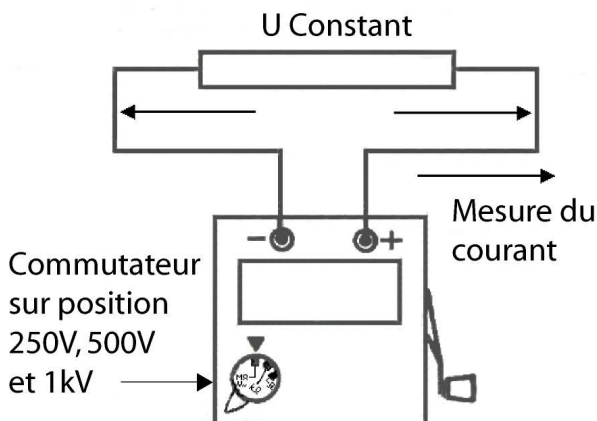 U Constant
Mesure du
courant
- +
Commutateur
sur position
250V, 500V
et 1kV